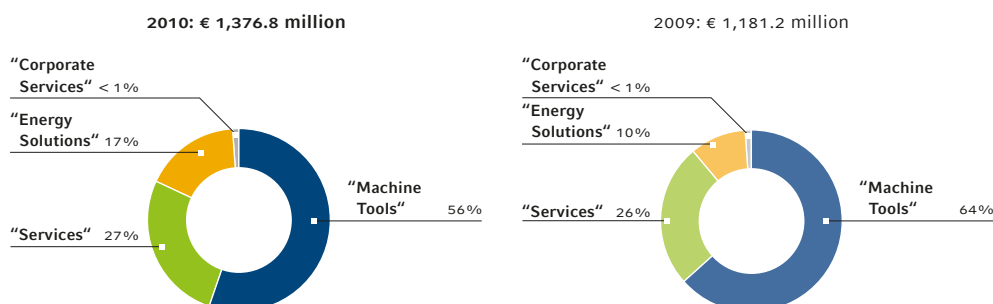 2010: € 1,376.8 million
“Corporate
Services“ < 1%
“Energy
Solutions“ 17%
“Machine
Tools“ 56%
“Services“ 27%
2009: € 1,181.2 million
“Corporate
Services“ < 1%
“Energy
Solutions“ 10%
“Machine
Tools“ 64%
“Services“ 26%